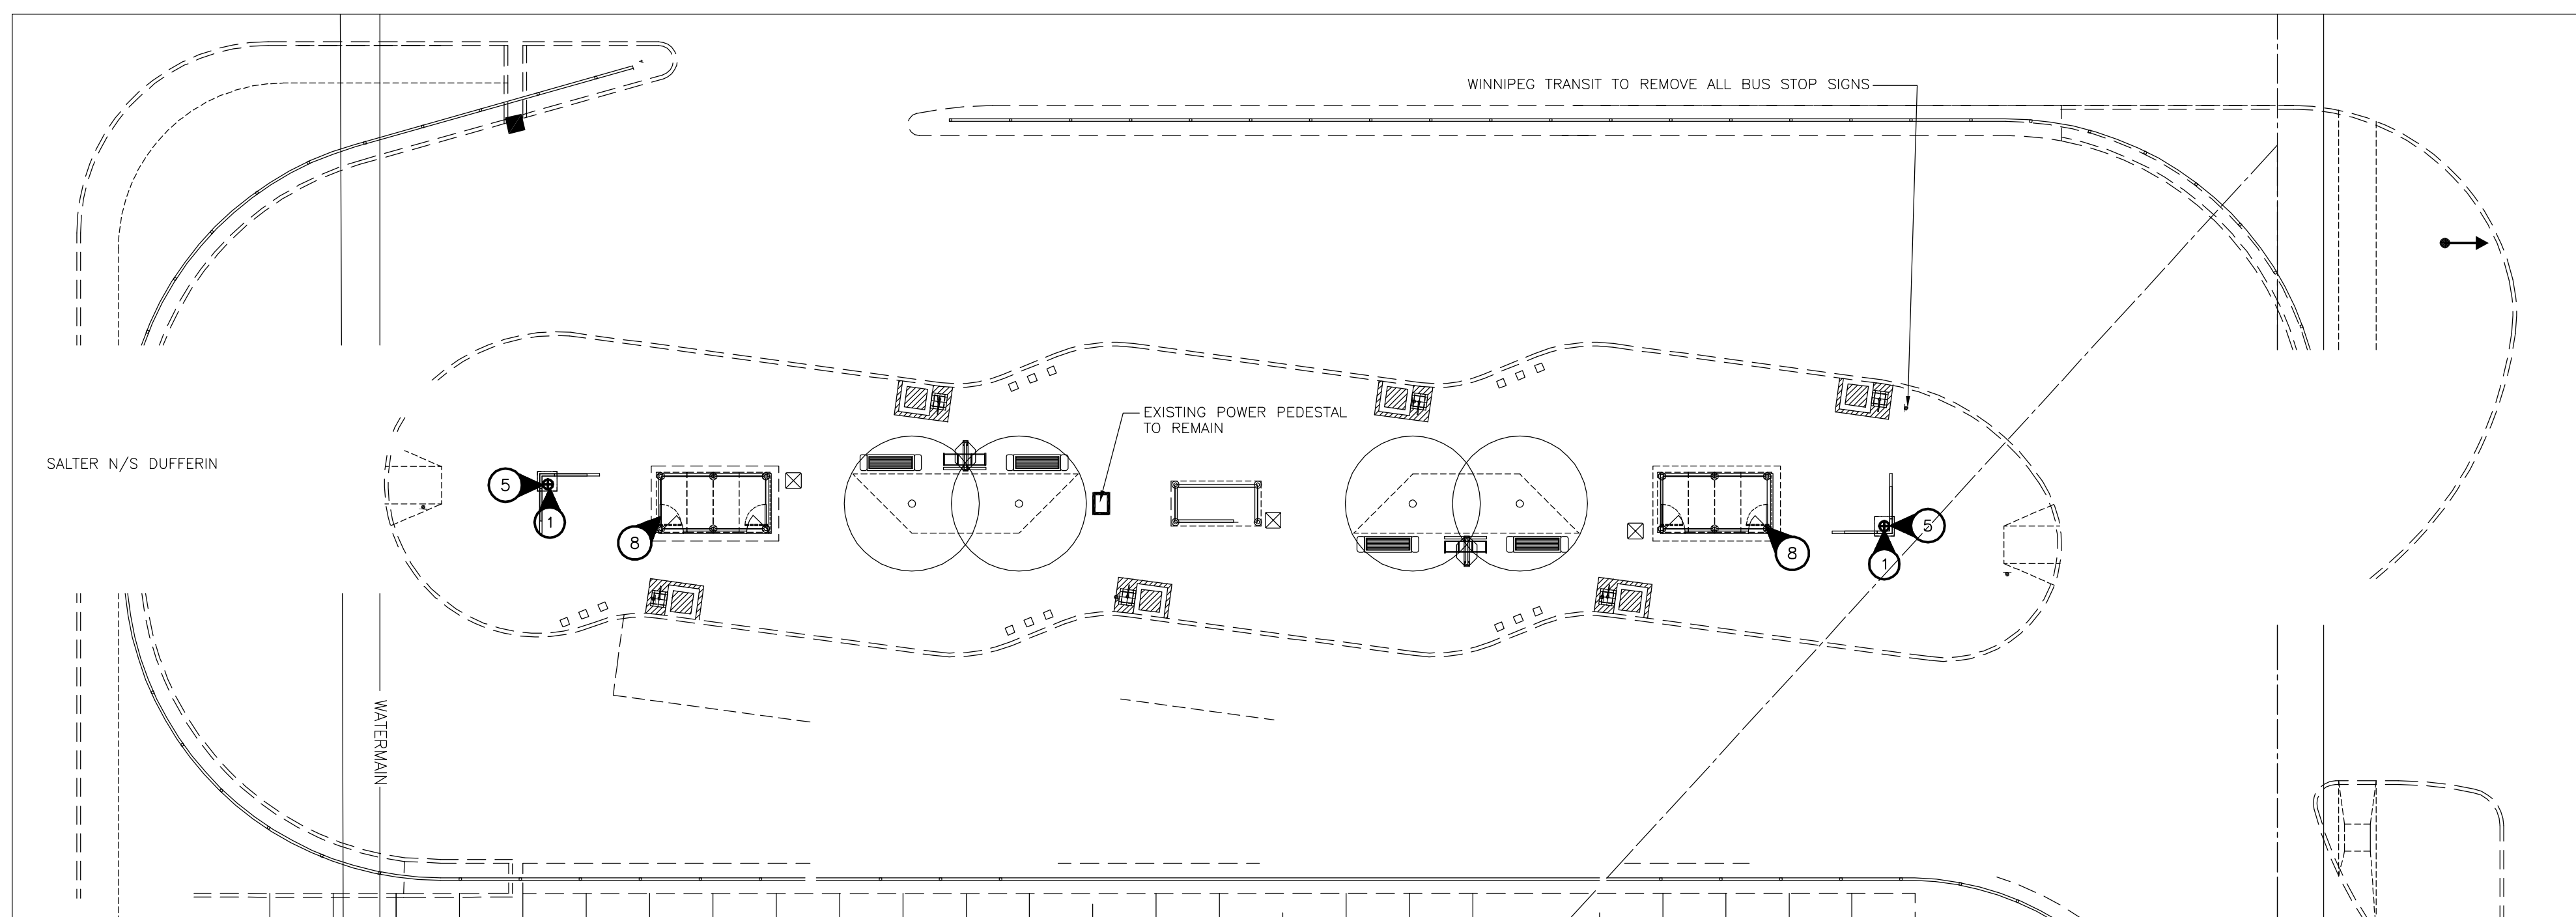 WINNIPEG TRANSIT TO REMOVE ALL BUS STOP SIGNS
EXISTING POWER PEDESTAL
TO REMAIN
SALTER N/S DUFFERIN
5
1
8
8
5
1
WATERMAIN